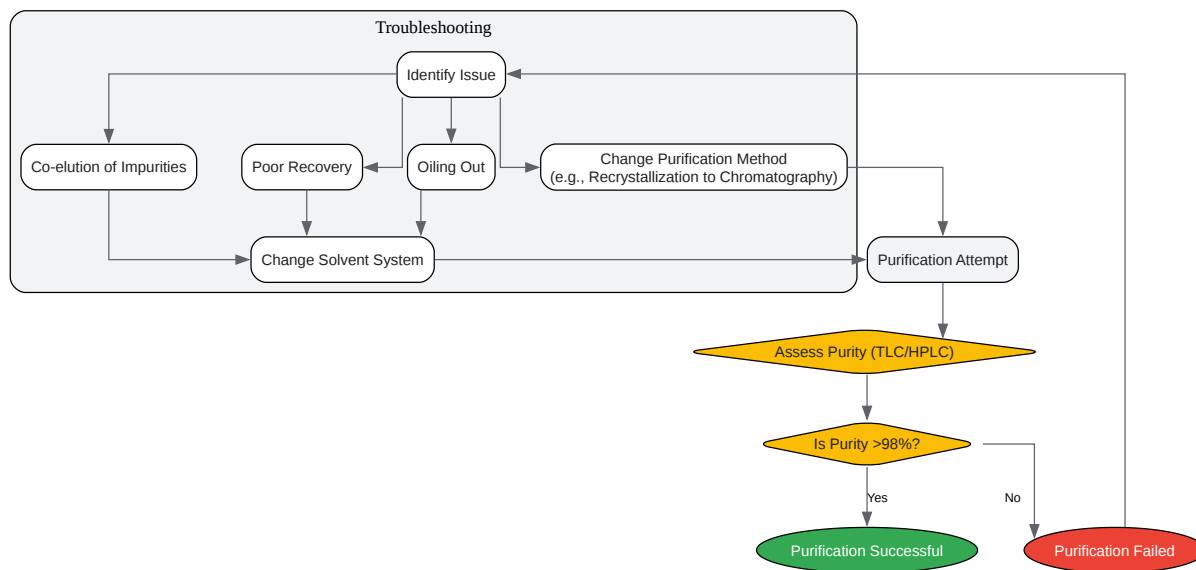 Troubleshooting
Identify Issue
Co-elution of Impurities
Poor Recovery
Oiling Out
Change Purification Method
(e.g., Recrystallization to Chromatography)
Change Solvent System
Purification Attempt
Assess Purity (TLC/HPLC)
Is Purity >98%?
Yes
No
Purification Successful
Purification Failed